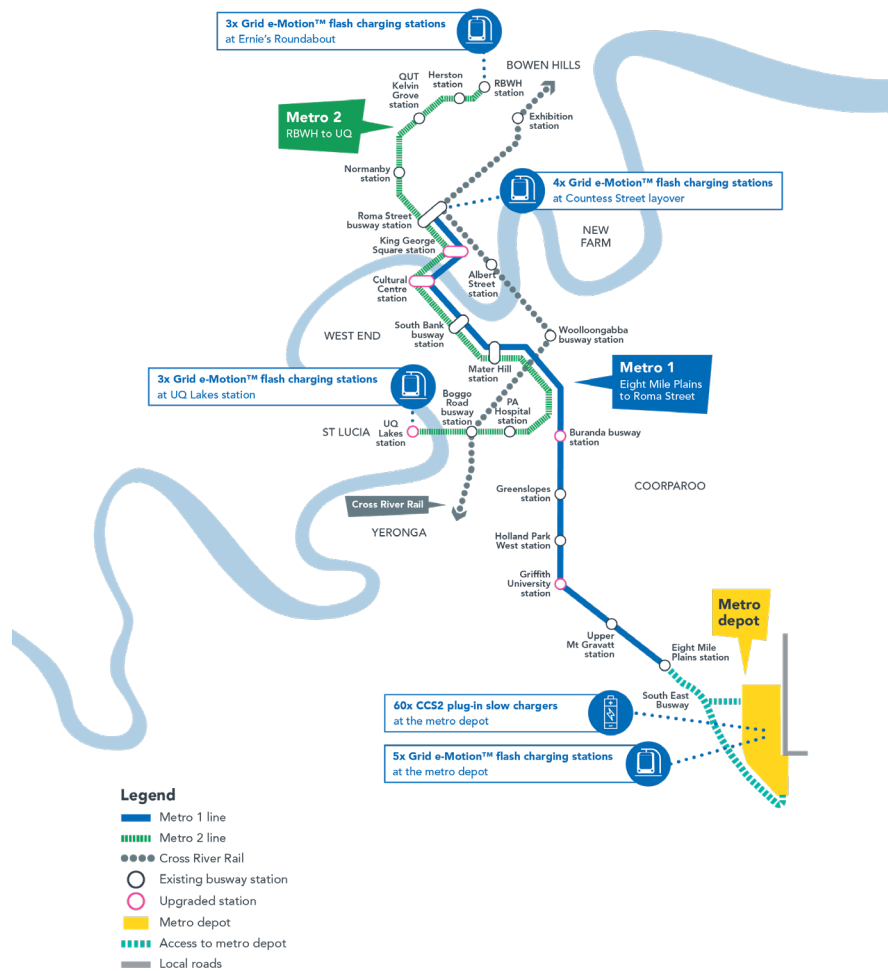 3x Grid e-Motion™ flash charging stations
at Ernie's Roundabout
BOWEN HILLS
QUT
Kelvin
Grove
station
Herston
station
RBWH
station
Metro 2
RBWH to UQ
Exhibition
station
Normanby
station
4x Grid e-Motion™ flash charging stations
at Countess Street layover
Roma Street
busway station
NEW
FARM
King George
Square station
Cultural
Centre
station
Albert
Street
station
WEST END
South Bank
busway
station
Woolloongabba
busway station
Mater Hill
station
Metro 1
Eight Mile Plains
to Roma Street
3x Grid e-Motion™ flash charging stations
at UQ Lakes station
Boggo
Road
busway
station
PA
Hospital
station
ST LUCIA
UQ
Lakes
station
Buranda busway
station
COORPAROO
Greenslopes
station
Cross River Rail
YERONGA
Holland Park
West station
Griffith
University
station
Metro
depot
Upper
Mt Gravatt
station
Eight Mile
Plains station
South East
Busway
60x CCS2 plug-in slow chargers
at the metro depot
5x Grid e-Motion™ flash charging stations
at the metro depot
Legend
Metro 1 line
Metro 2 line
Cross River Rail
Existing busway station
Upgraded station
Metro depot
Access to metro depot
Local roads